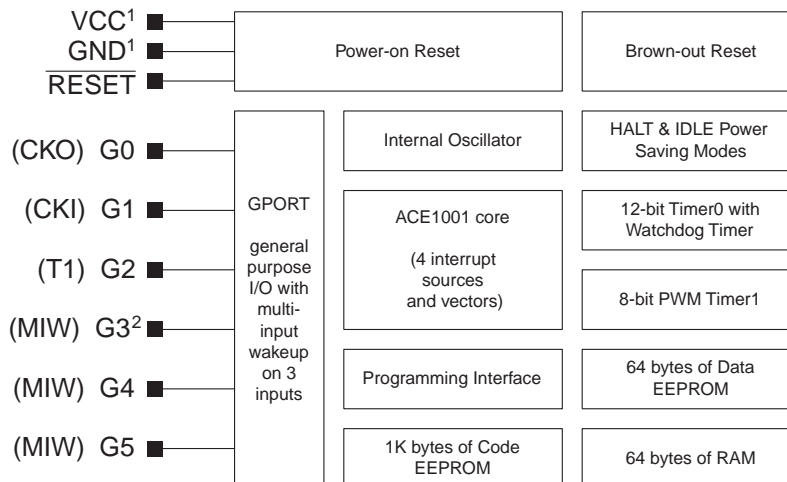 VCC¹
GND¹
RESET
Power-on Reset
Brown-out Reset
(CKO) G0
(CKI) G1
(T1) G2
(MIW) G3²
(MIW) G4
(MIW) G5
GPORT
general
purpose
I/O with
multi-
input
wakeup
on 3
inputs
Internal Oscillator
HALT & IDLE Power
Saving Modes
ACE1001 core
(4 interrupt
sources
and vectors)
12-bit Timer0 with
Watchdog Timer
8-bit PWM Timer1
Programming Interface
64 bytes of Data
EEPROM
1K bytes of Code
EEPROM
64 bytes of RAM